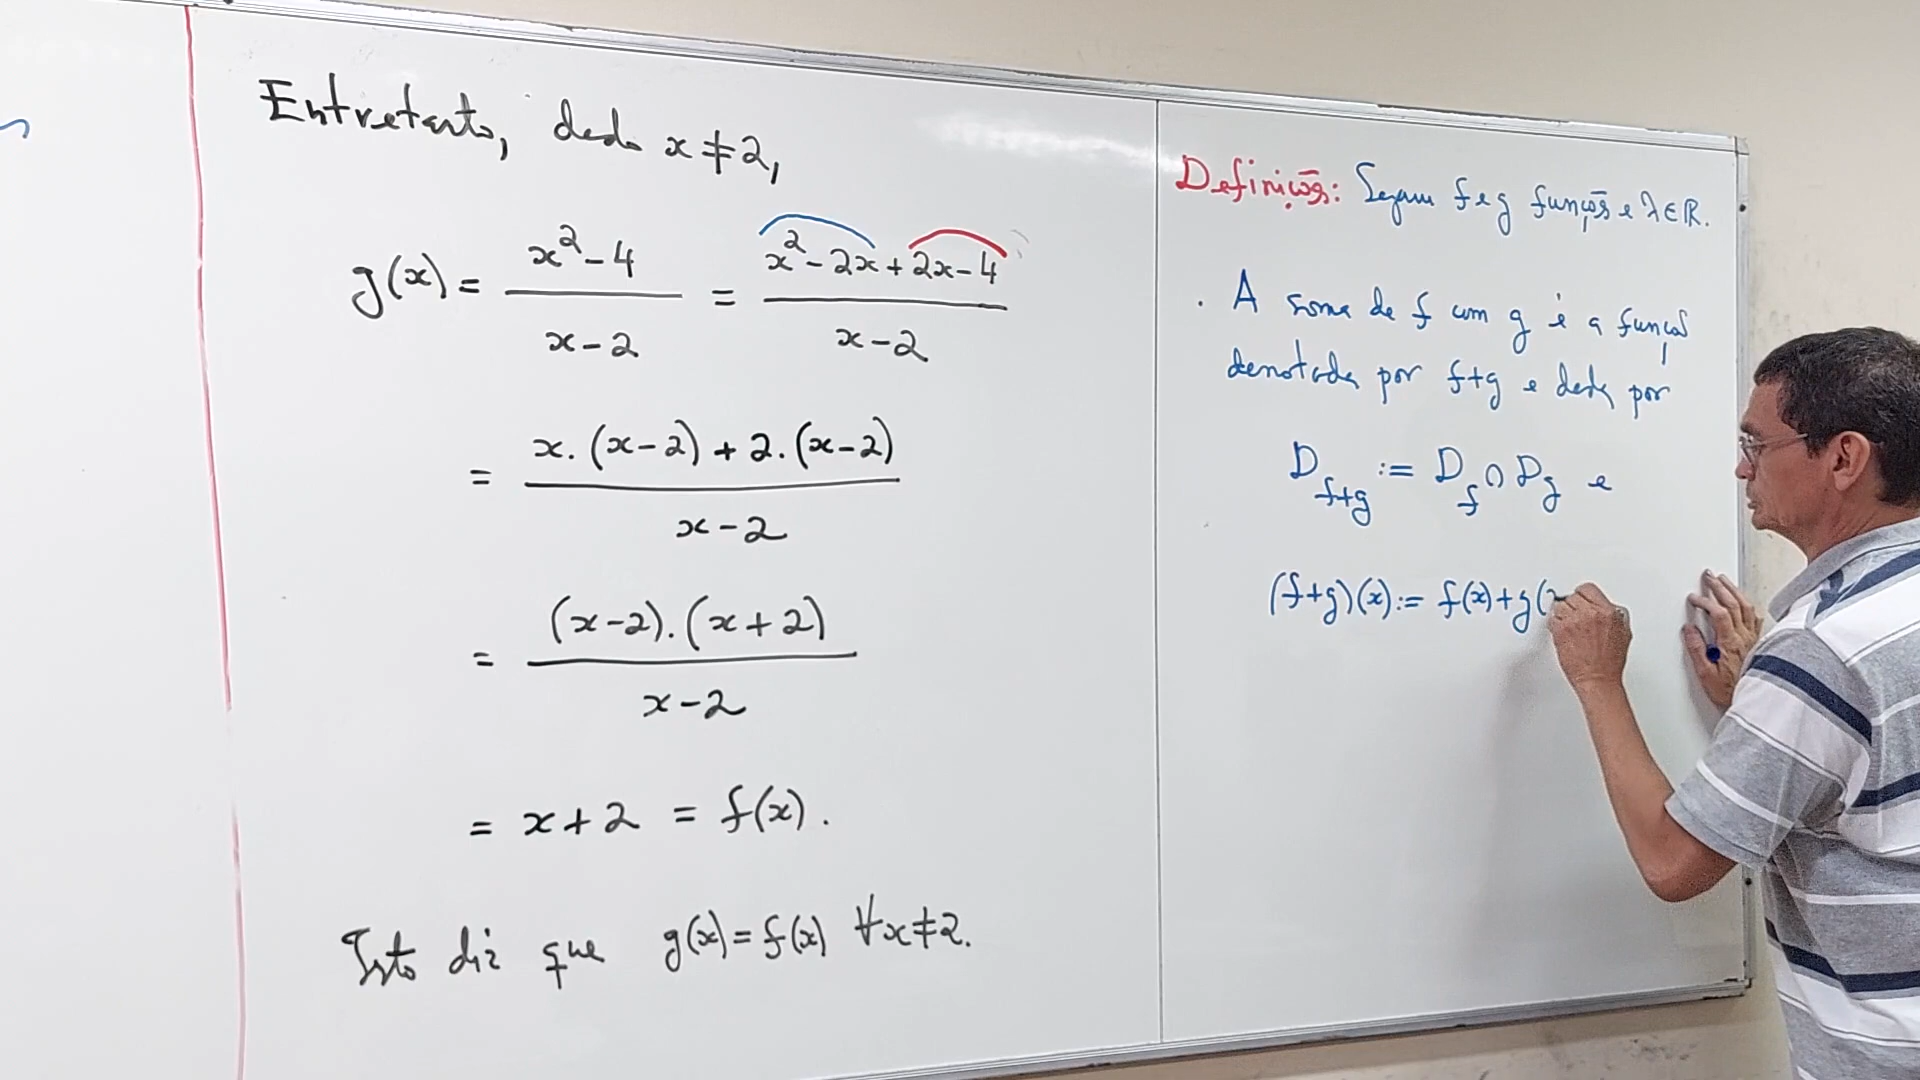 Entretanto, dado x ≠ 2,
g(x) = (x² - 4)/(x - 2) = (x² - 2x + 2x - 4)/(x - 2)
= (x.(x - 2) + 2.(x - 2))/(x - 2)
= ((x - 2).(x + 2))/(x - 2)
= x + 2 = f(x).
Isto diz que g(x) = f(x) ∀x ≠ 2.
Definições: Sejam f e g funções e λ ∈ ℝ.
. A soma de f com g é a função
denotada por f+g e dada por
D_{f+g} := D_f ∩ D_g e
(f+g)(x) := f(x) + g(x